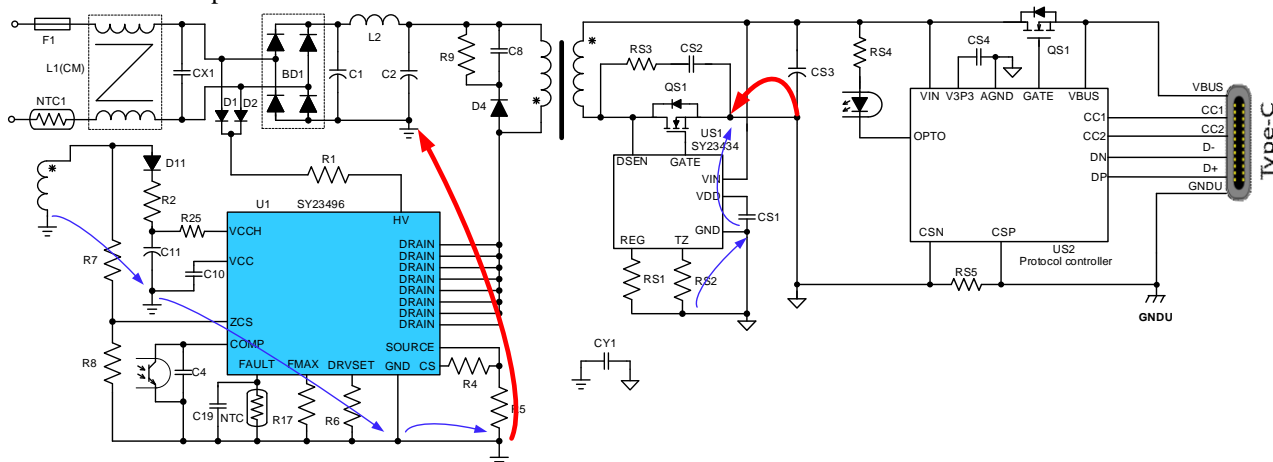 F1
L1(CM)
NTC1
CX1
D1
D2
BD1
C1
L2
C2
R9
C8
D4
RS3
CS2
QS1
US1
SY23434
DSEN
GATE
VIN
VDD
GND
REG
TZ
CS1
RS1
RS2
CS3
RS4
CS4
QS1
VIN
V3P3
AGND
GATE
VBUS
OPTO
CC1
CC2
DN
DP
CSN
CSP
US2
Protocol controller
RS5
VBUS
CC1
CC2
D-
D+
GNDU
Type-C
GNDU
D11
R2
R25
C11
C10
R7
R8
R1
U1
SY23496
HV
VCCH
VCC
ZCS
COMP
FAULT
FMAX
DRVSET
GND
CS
SOURCE
DRAIN
DRAIN
DRAIN
DRAIN
DRAIN
DRAIN
DRAIN
DRAIN
C4
C19
NTC
R17
R6
R4
R5
CY1